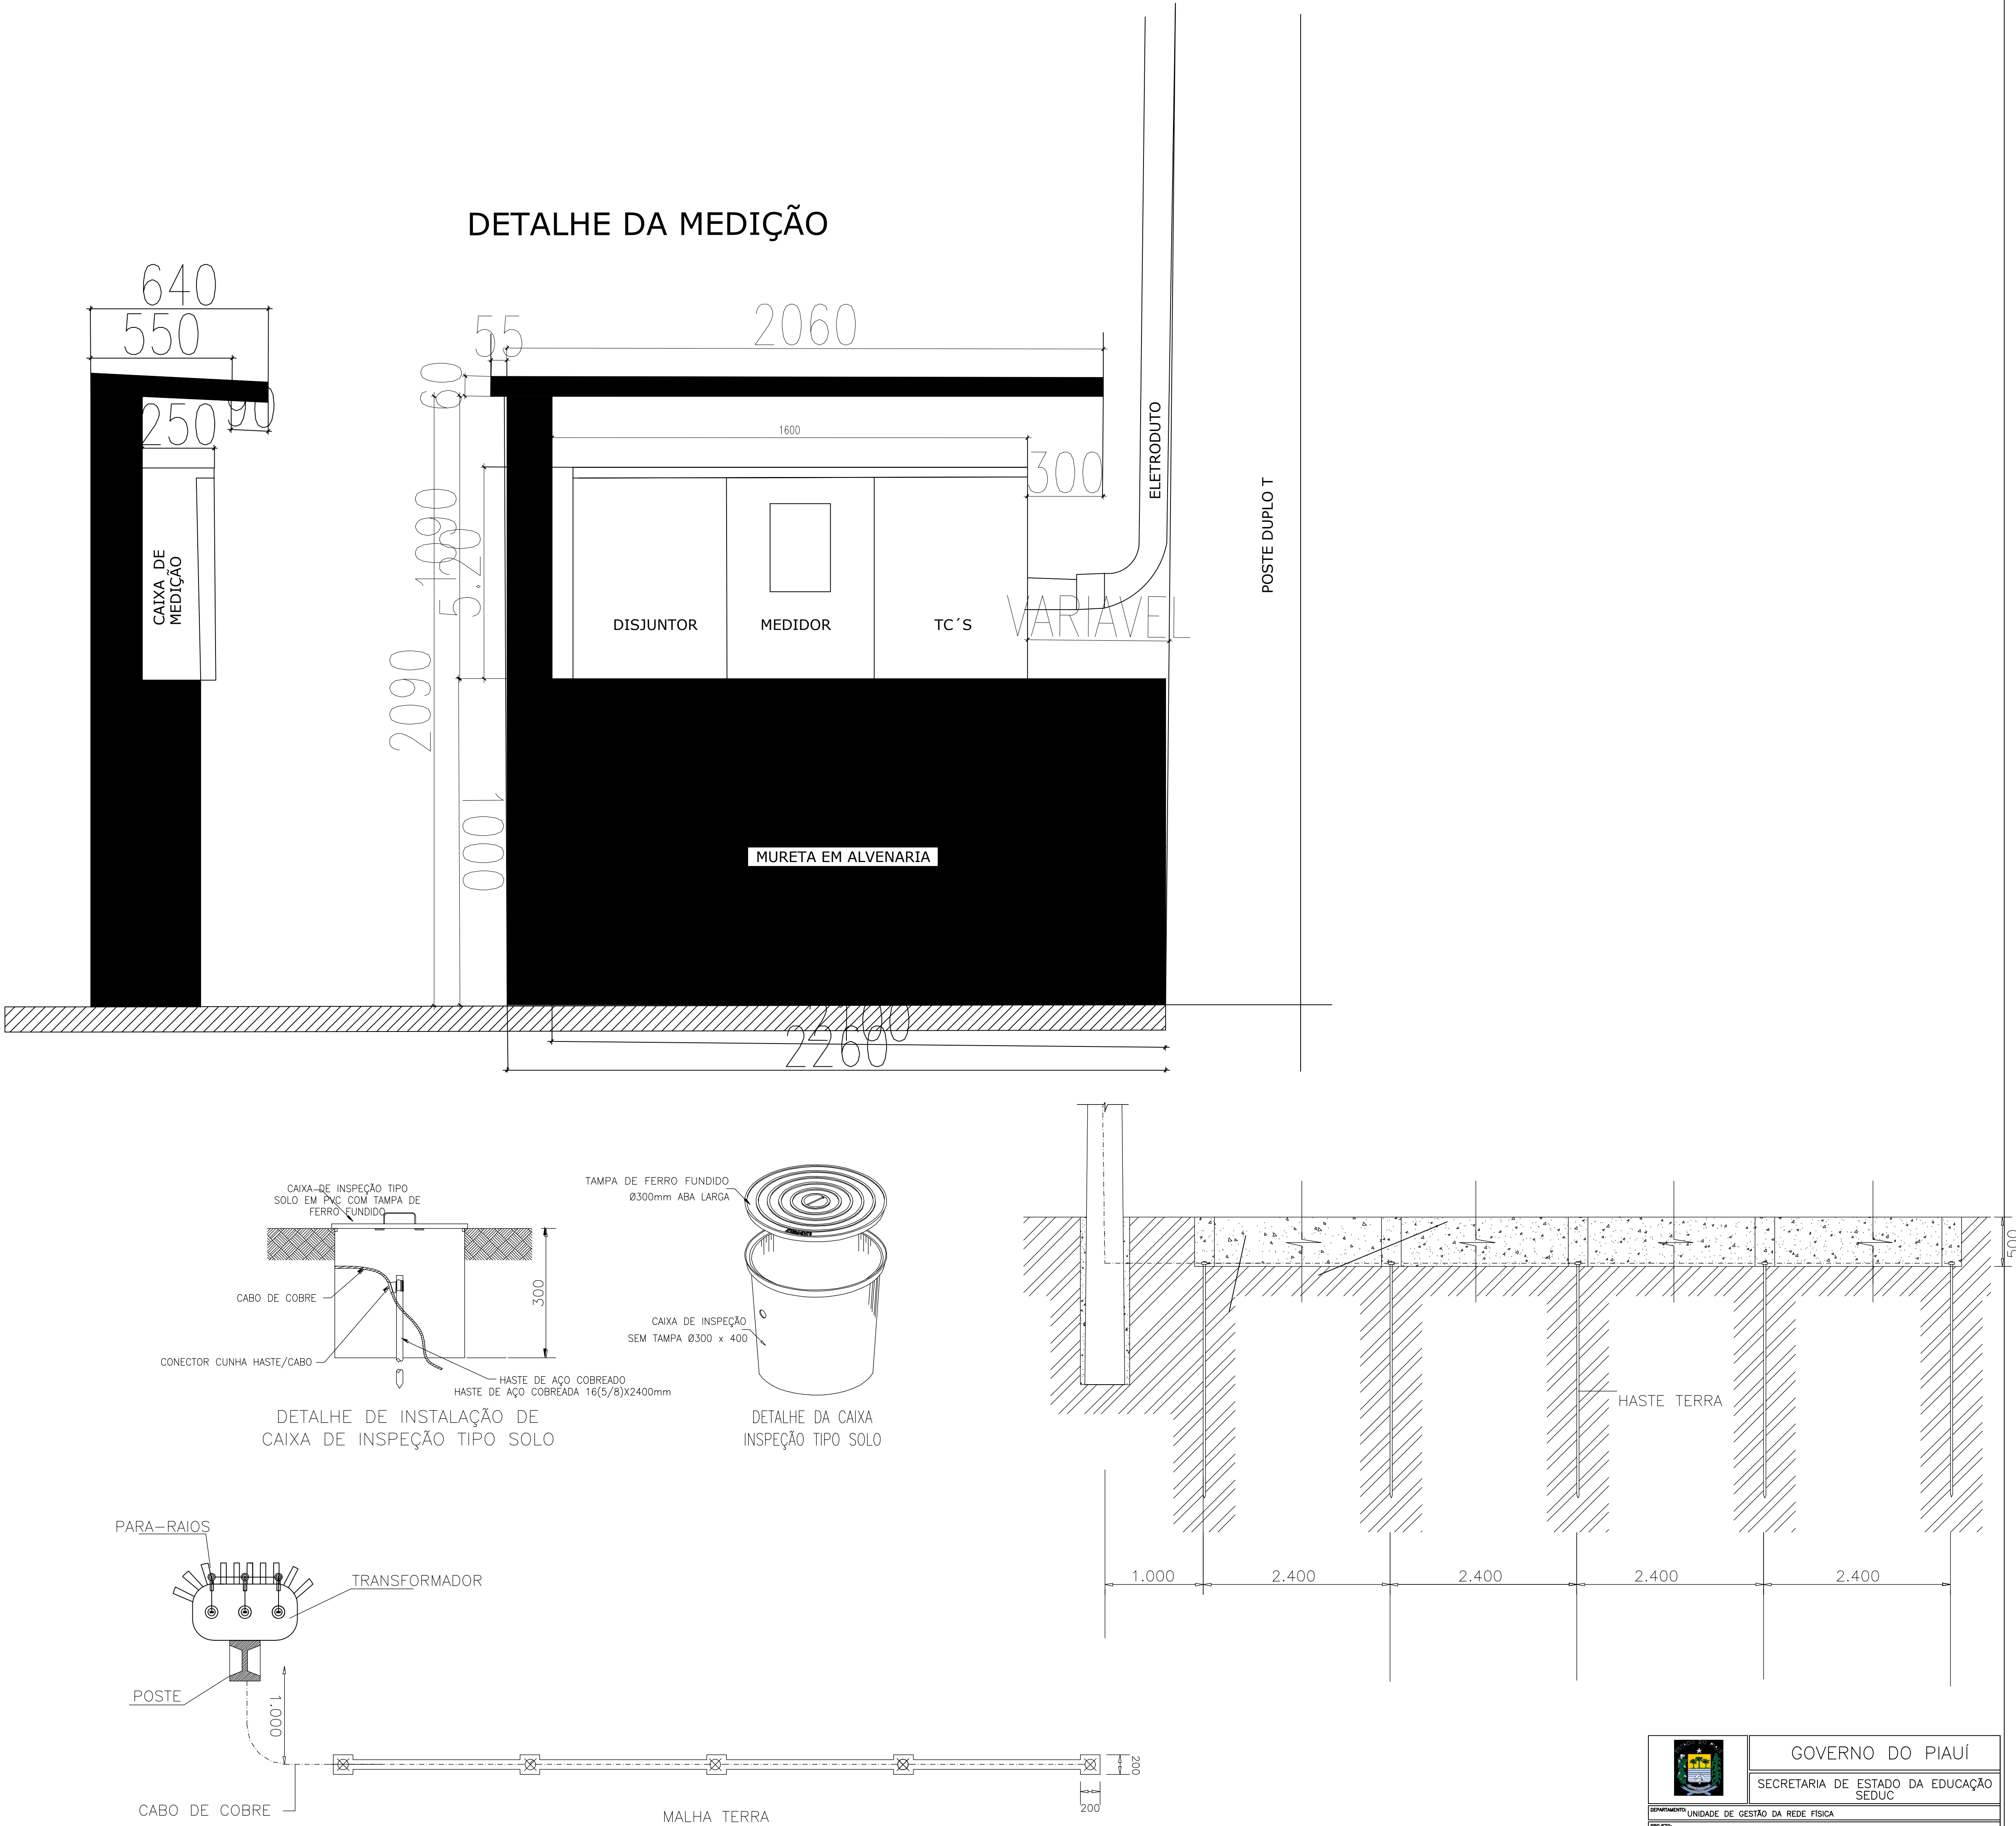 DETALHE DA MEDIÇÃO
640
550
90
250
CAIXA DE
MEDIÇÃO
55
2060
60
1600
300
1090
5.20
2090
1000
DISJUNTOR
MEDIDOR
TC´S
VARIAVEL
ELETRODUTO
POSTE DUPLO T
MURETA EM ALVENARIA
2100
2260
CAIXA-DE INSPEÇÃO TIPO
SOLO EM PVC COM TAMPA DE
FERRO FUNDIDO
CABO DE COBRE
CONECTOR CUNHA HASTE/CABO
300
HASTE DE AÇO COBREADO
HASTE DE AÇO COBREADA 16(5/8)X2400mm
DETALHE DE INSTALAÇÃO DE
CAIXA DE INSPEÇÃO TIPO SOLO
TAMPA DE FERRO FUNDIDO
Ø300mm ABA LARGA
CAIXA DE INSPEÇÃO
SEM TAMPA Ø300 x 400
DETALHE DA CAIXA
INSPEÇÃO TIPO SOLO
500
HASTE TERRA
1.000
2.400
2.400
2.400
2.400
PARA-RAIOS
TRANSFORMADOR
POSTE
1.000
CABO DE COBRE
MALHA TERRA
200
200
GOVERNO DO PIAUÍ
SECRETARIA DE ESTADO DA EDUCAÇÃO
SEDUC
DEPARTAMENTO: UNIDADE DE GESTÃO DA REDE FÍSICA